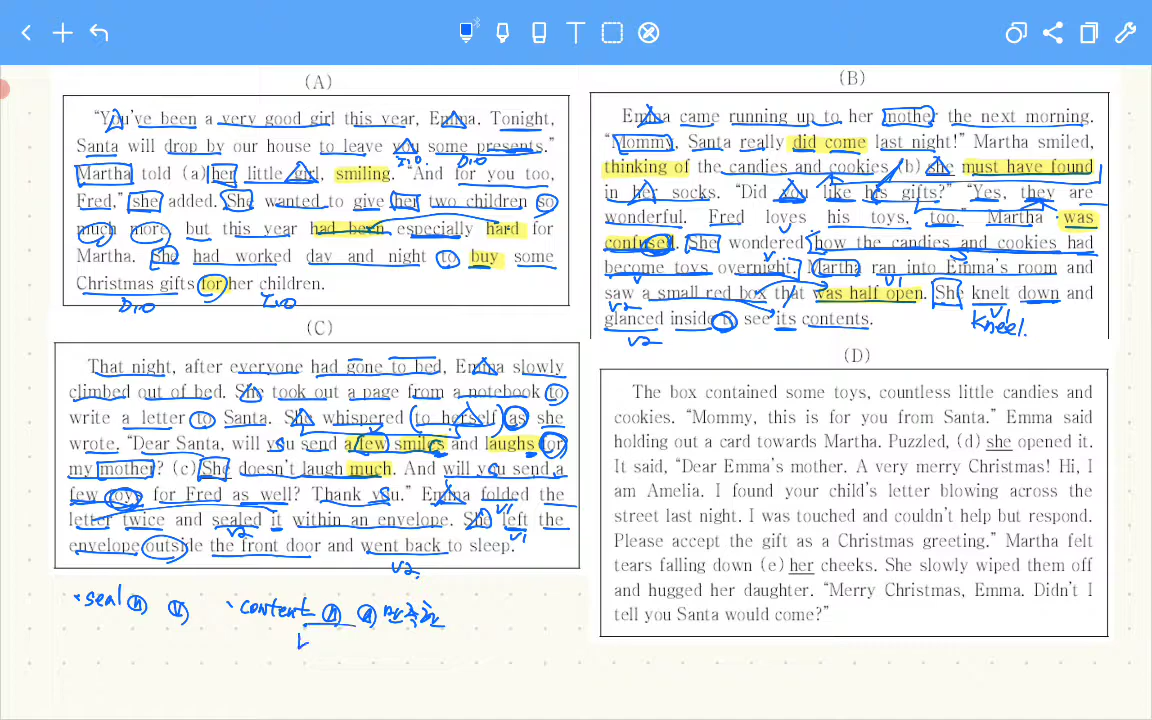 (A)
“You’ve been a very good girl this year, Emma. Tonight,
Santa will drop by our house to leave you some presents.”
I.O. D.O
Martha told (a) her little girl, smiling. “And for you too,
Fred,” she added. She wanted to give her two children so
much more, but this year had been especially hard for
Martha. She had worked day and night to buy some
Christmas gifts for her children.
D.O I.O
(C)
That night, after everyone had gone to bed, Emma slowly
climbed out of bed. She took out a page from a notebook to
write a letter to Santa. She whispered to herself as she
wrote. “Dear Santa, will you send a few smiles and laughs for
my mother? (c) She doesn’t laugh much. And will you send a
few toys for Fred as well? Thank you.” Emma folded the
V1
letter twice and sealed it within an envelope. She left the
V2 V1
envelope outside the front door and went back to sleep.
V2
· seal n v · content n a 만족한
(B)
Emma came running up to her mother the next morning.
“Mommy, Santa really did come last night!” Martha smiled,
thinking of the candies and cookies (b) she must have found
in her socks. “Did you like his gifts?” “Yes, they are
wonderful. Fred loves his toys, too.” Martha was
confused. She wondered how the candies and cookies had
V S
become toys overnight. Martha ran into Emma’s room and
V V1
saw a small red box that was half open. She knelt down and
V2 V1
glanced inside to see its contents.
V2 kneel
(D)
The box contained some toys, countless little candies and
cookies. “Mommy, this is for you from Santa.” Emma said
holding out a card towards Martha. Puzzled, (d) she opened it.
It said, “Dear Emma’s mother. A very merry Christmas! Hi, I
am Amelia. I found your child’s letter blowing across the
street last night. I was touched and couldn’t help but respond.
Please accept the gift as a Christmas greeting.” Martha felt
tears falling down (e) her cheeks. She slowly wiped them off
and hugged her daughter. “Merry Christmas, Emma. Didn’t I
tell you Santa would come?”